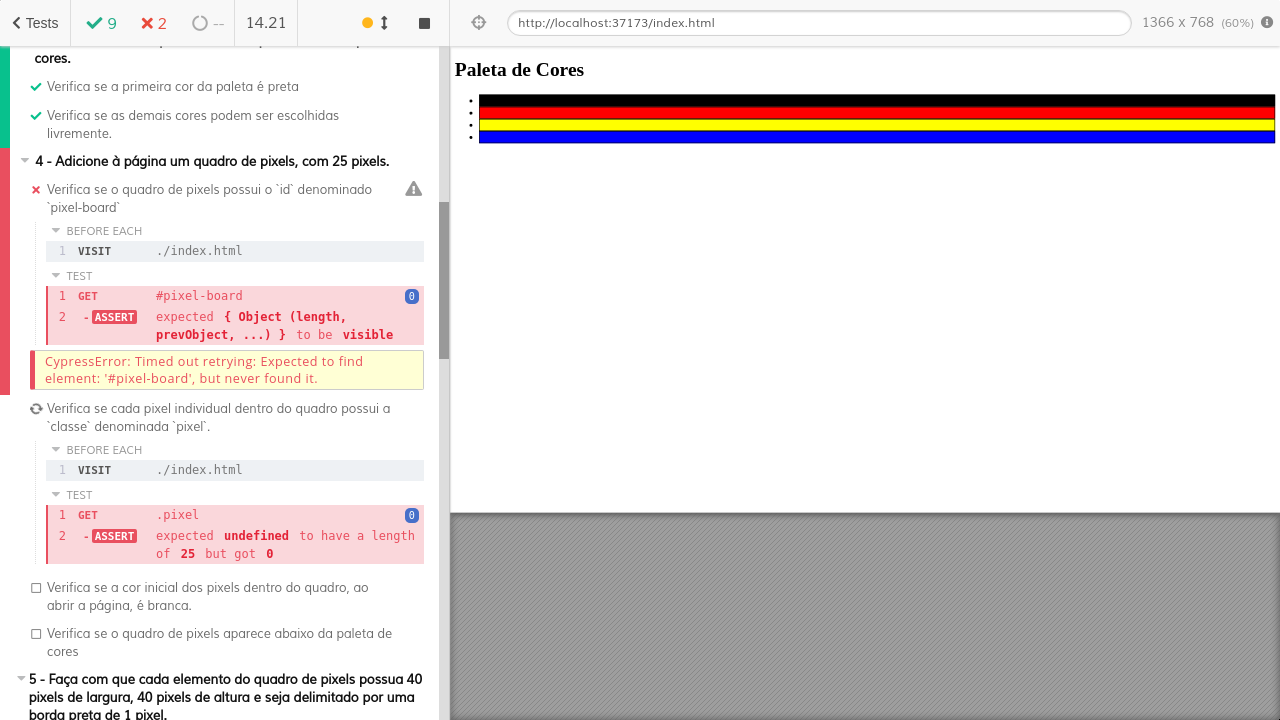 Tests
9
2
--
14.21
http://localhost:37173/index.html
1366 x 768 (60%)
cores.
Verifica se a primeira cor da paleta é preta
Verifica se as demais cores podem ser escolhidas
livremente.
4 - Adicione à página um quadro de pixels, com 25 pixels.
Verifica se o quadro de pixels possui o `id` denominado
`pixel-board`
BEFORE EACH
1 VISIT ./index.html
TEST
1 GET #pixel-board 0
2 -ASSERT expected { Object (length,
prevObject, ...) } to be visible
CypressError: Timed out retrying: Expected to find
element: '#pixel-board', but never found it.
Verifica se cada pixel individual dentro do quadro possui a
`classe` denominada `pixel`.
BEFORE EACH
1 VISIT ./index.html
TEST
1 GET .pixel 0
2 -ASSERT expected undefined to have a length
of 25 but got 0
Verifica se a cor inicial dos pixels dentro do quadro, ao
abrir a página, é branca.
Verifica se o quadro de pixels aparece abaixo da paleta de
cores
5 - Faça com que cada elemento do quadro de pixels possua 40
pixels de largura, 40 pixels de altura e seja delimitado por uma
borda preta de 1 pixel.
Paleta de Cores